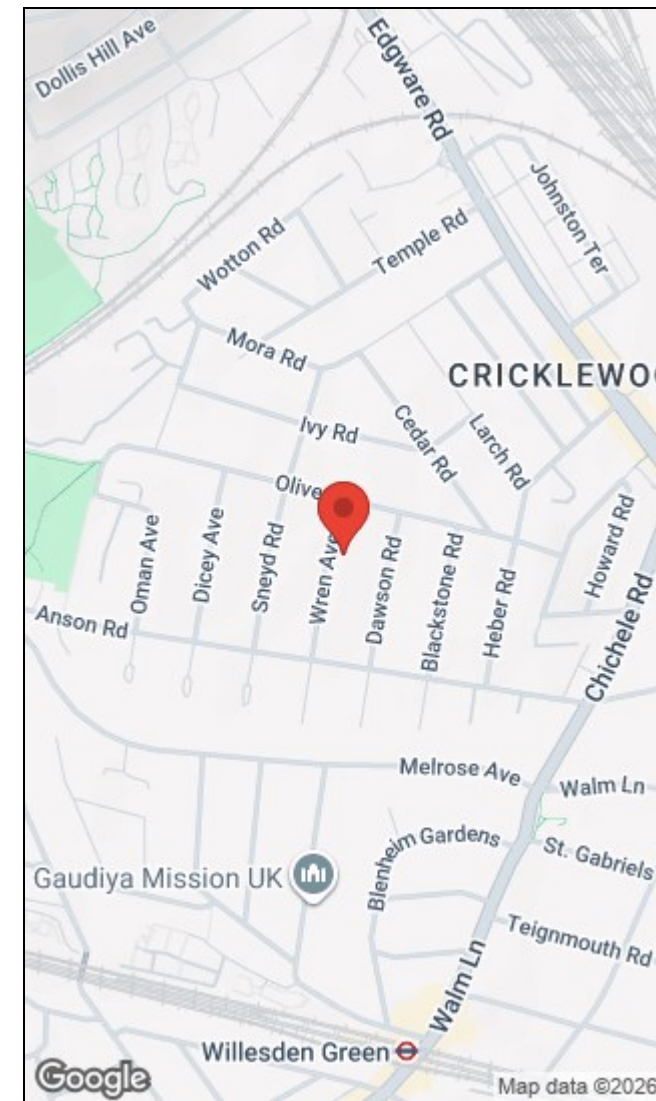 Dollis Hill Ave
Edgware Rd
Johnston Ter
Wotton Rd
Temple Rd
Mora Rd
CRICKLEWO
Ivy Rd
Cedar Rd
Larch Rd
Olive
Howard Rd
Oman Ave
Dicey Ave
Sneyd Rd
Wren Ave
Dawson Rd
Blackstone Rd
Heber Rd
Anson Rd
Chichele Rd
Melrose Ave
Walm Ln
Blenheim Gardens
St. Gabriels
Gaudiya Mission UK
Teignmouth Rd
Walm Ln
Willesden Green
Google
Map data ©2026